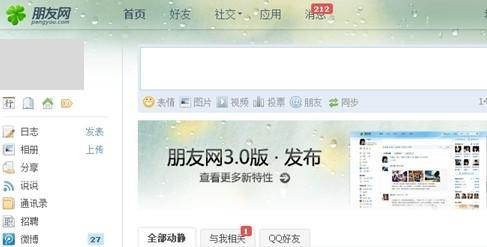 朋友网
pengyou.com
首页 好友 社交 应用 消息 212
表情 图片 视频 投票 @朋友 同步
日志 发表
相册 上传
分享
说说
通讯录
招聘
微博 27
朋友网3.0版·发布
查看更多新特性
全部动静 与我相关 1 QQ好友